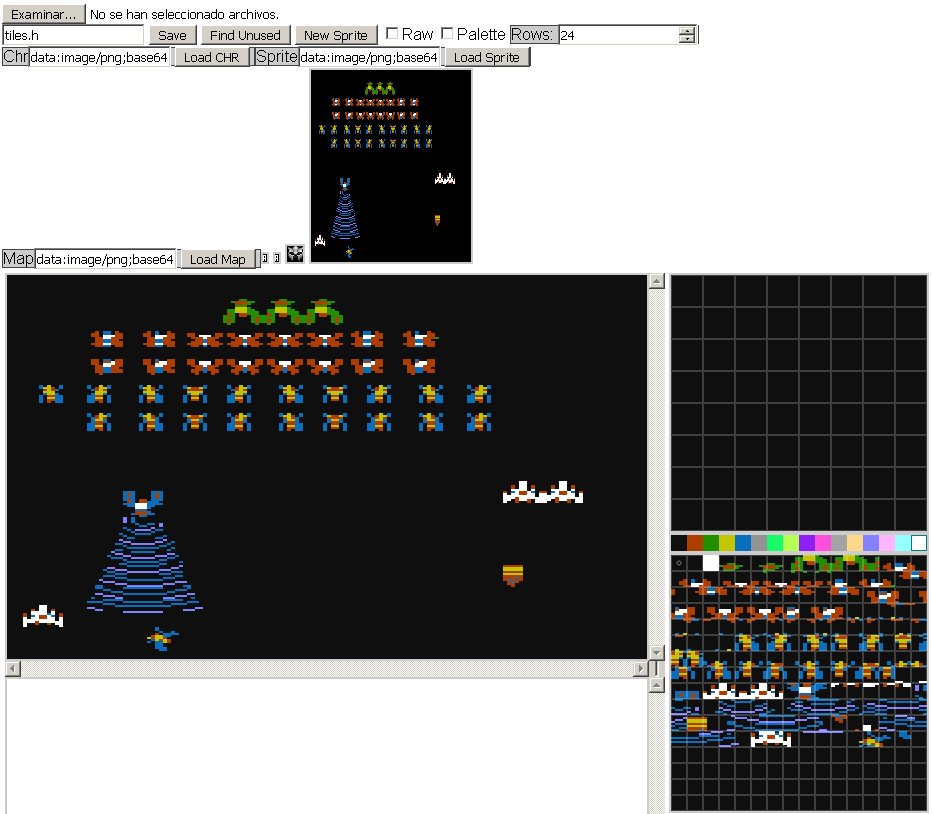 Examinar... No se han seleccionado archivos.
tiles.h Save Find Unused New Sprite Raw Palette Rows: 24
Chr data:image/png;base64 Load CHR Sprite data:image/png;base64 Load Sprite
Map data:image/png;base64 Load Map